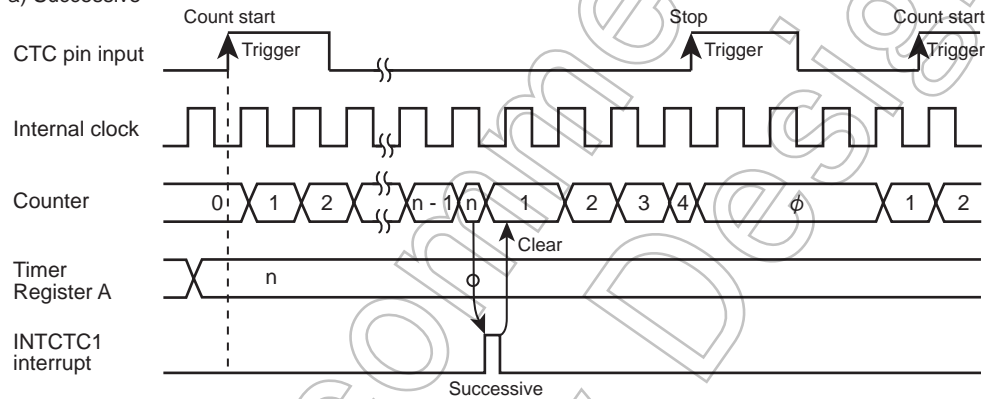 a) Successive
Count start Stop Count start
CTC pin input Trigger Trigger Trigger
Internal clock
Counter 0 1 2 n - 1 n 1 2 3 4 ϕ 1 2
Clear
Timer
Register A n
INTCTC1
interrupt
Successive